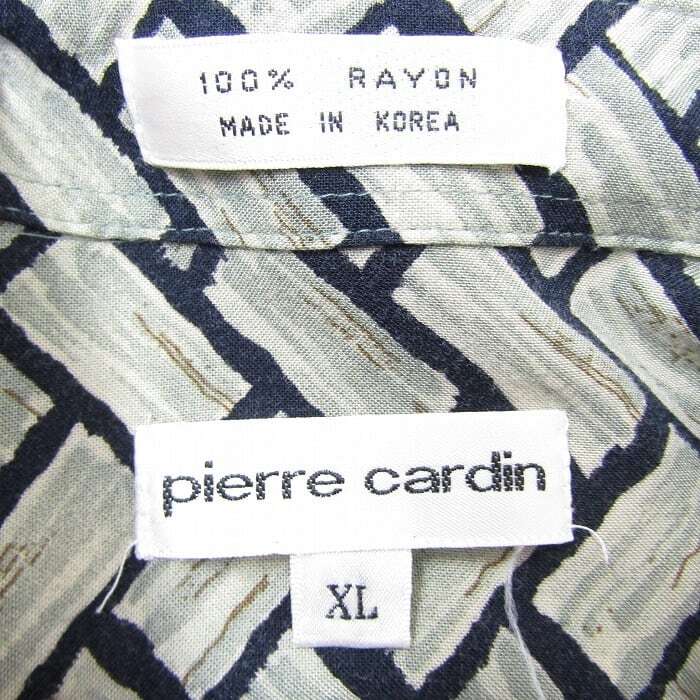 100% RAYON
MADE IN KOREA
pierre cardin
XL